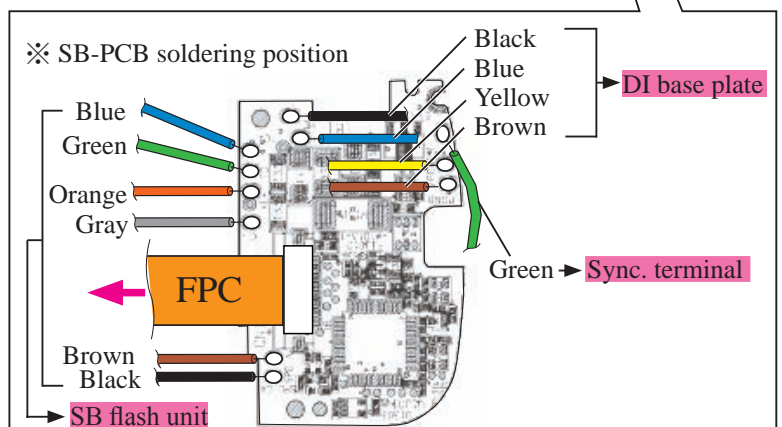 ※ SB-PCB soldering position
Black
Blue
Yellow
Brown
DI base plate
Blue
Green
Orange
Gray
FPC
Green
Sync. terminal
Brown
Black
SB flash unit